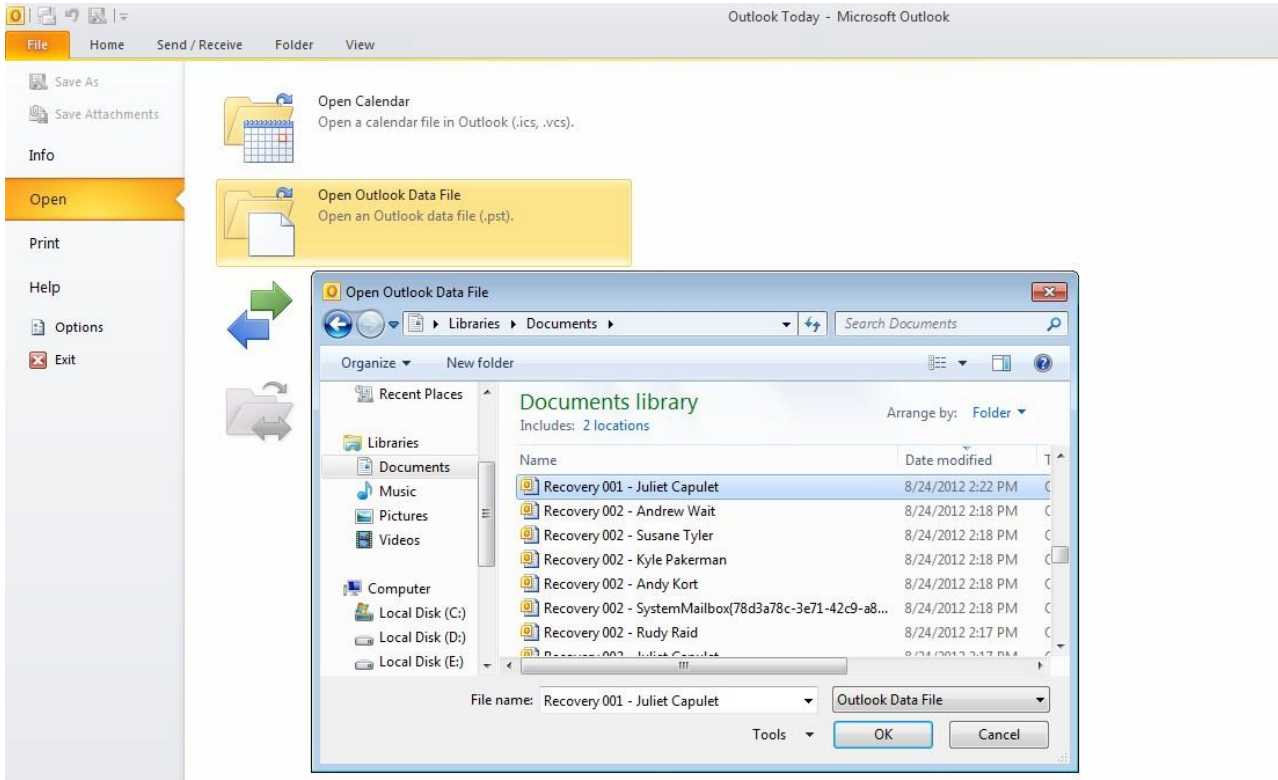 Outlook Today - Microsoft Outlook
File Home Send / Receive Folder View
Save As
Save Attachments
Info
Open
Print
Help
Options
Exit
Open Calendar
Open a calendar file in Outlook (.ics, .vcs).
Open Outlook Data File
Open an Outlook data file (.pst).
Open Outlook Data File
Libraries Documents
Search Documents
Organize New folder
Recent Places
Libraries
Documents
Music
Pictures
Videos
Computer
Local Disk (C:)
Local Disk (D:)
Local Disk (E:)
Documents library
Includes: 2 locations
Arrange by: Folder
Name Date modified T
Recovery 001 - Juliet Capulet 8/24/2012 2:22 PM
Recovery 002 - Andrew Wait 8/24/2012 2:18 PM
Recovery 002 - Susane Tyler 8/24/2012 2:18 PM
Recovery 002 - Kyle Pakerman 8/24/2012 2:18 PM
Recovery 002 - Andy Kort 8/24/2012 2:18 PM
Recovery 002 - SystemMailbox{78d3a78c-3e71-42c9-a8... 8/24/2012 2:18 PM
Recovery 002 - Rudy Raid 8/24/2012 2:17 PM
File name: Recovery 001 - Juliet Capulet Outlook Data File
Tools OK Cancel